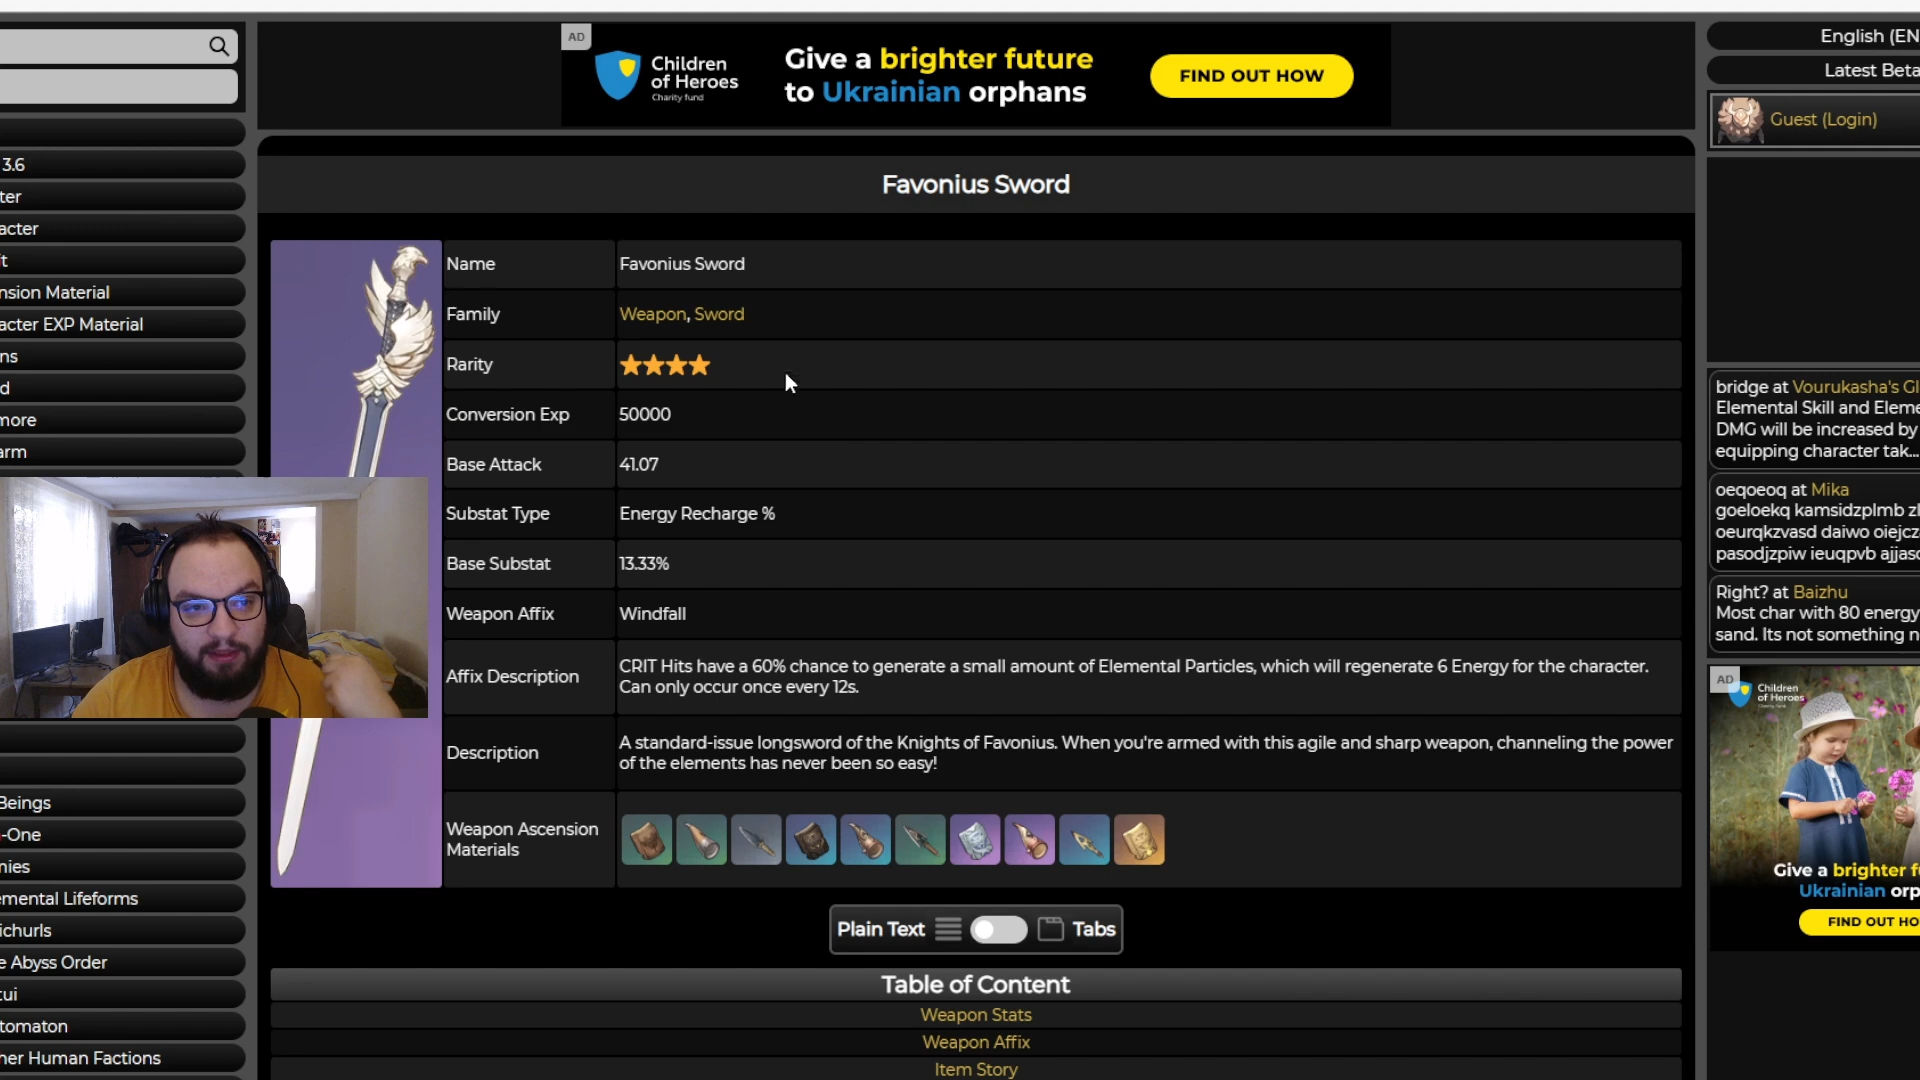 AD
Children
of Heroes
Charity fund
Give a brighter future
to Ukrainian orphans
FIND OUT HOW
English (EN
Latest Beta
Guest (Login)
3.6
ter
acter
t
nsion Material
acter EXP Material
ns
d
more
arm
Favonius Sword
Name
Favonius Sword
Family
Weapon, Sword
Rarity
Conversion Exp
50000
Base Attack
41.07
Substat Type
Energy Recharge %
Base Substat
13.33%
Weapon Affix
Windfall
Affix Description
CRIT Hits have a 60% chance to generate a small amount of Elemental Particles, which will regenerate 6 Energy for the character.
Can only occur once every 12s.
Description
A standard-issue longsword of the Knights of Favonius. When you're armed with this agile and sharp weapon, channeling the power
of the elements has never been so easy!
Weapon Ascension
Materials
Plain Text
Tabs
Table of Content
Weapon Stats
Weapon Affix
Item Story
Beings
-One
nies
emental Lifeforms
ichurls
e Abyss Order
tui
tomaton
her Human Factions
bridge at Vourukasha's Gl
Elemental Skill and Eleme
DMG will be increased by
equipping character tak...
oeqoeoq at Mika
goeloekq kamsidzplmb zl
oeurqkzvasd daiwo oiejcz
pasodjzpiw ieuqpvb ajjaso
Right? at Baizhu
Most char with 80 energy
sand. Its not something n
AD
Children
of Heroes
Give a brighter fu
Ukrainian orp
FIND OUT HO